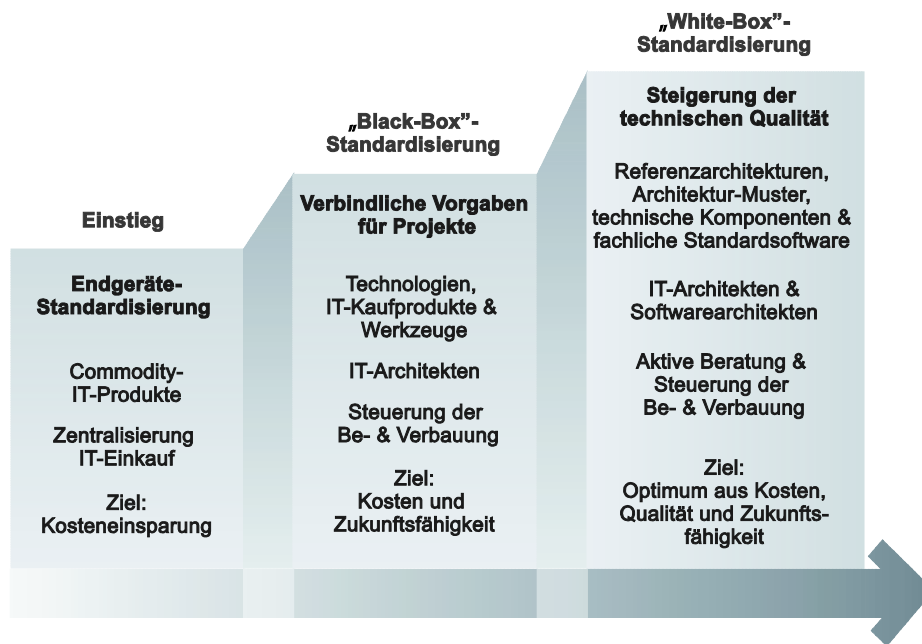 Einstieg
Endgeräte-
Standardisierung
Commodity-
IT-Produkte
Zentralisierung
IT-Einkauf
Ziel:
Kosteneinsparung
„Black-Box”-
Standardisierung
Verbindliche Vorgaben
für Projekte
Technologien,
IT-Kaufprodukte &
Werkzeuge
IT-Architekten
Steuerung der
Be- & Verbauung
Ziel:
Kosten und
Zukunftsfähigkeit
„White-Box”-
Standardisierung
Steigerung der
technischen Qualität
Referenzarchitekturen,
Architektur-Muster,
technische Komponenten &
fachliche Standardsoftware
IT-Architekten &
Softwarearchitekten
Aktive Beratung &
Steuerung der
Be- & Verbauung
Ziel:
Optimum aus Kosten,
Qualität und Zukunfts-
fähigkeit